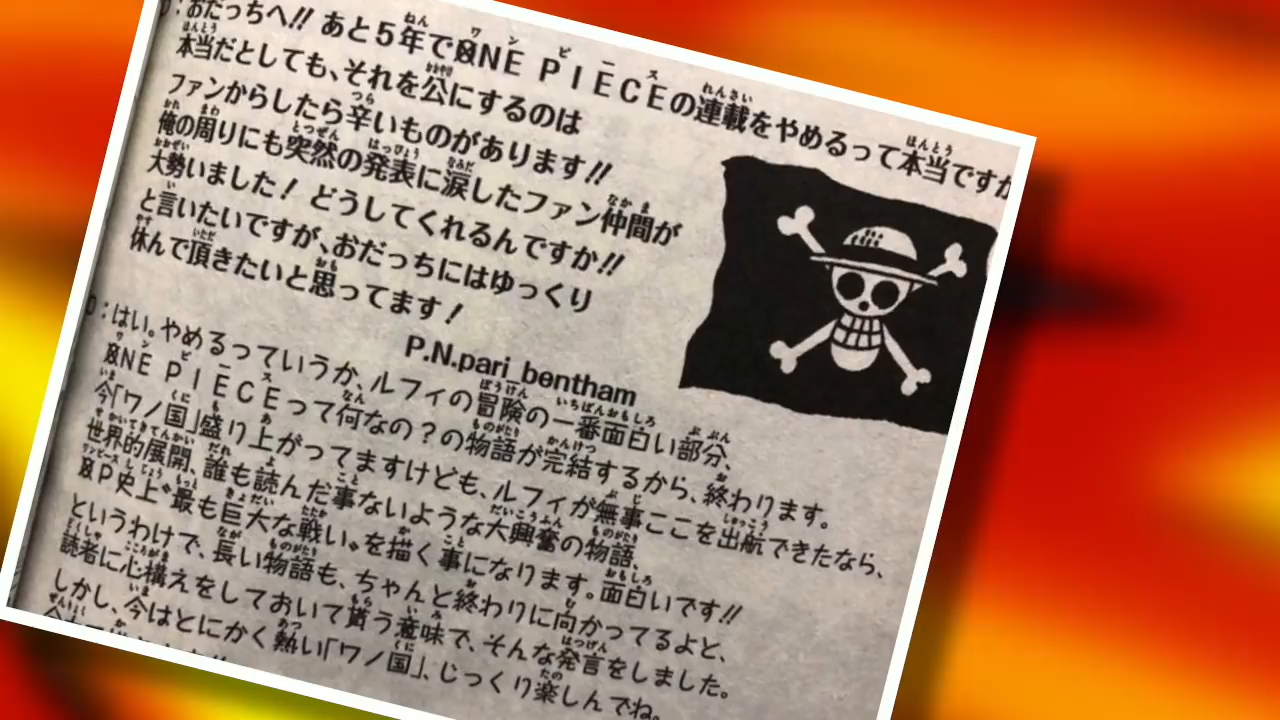 ：おだっちへ!! あと5年でONE PIECEの連載をやめるって本当ですか
本当だとしても、それを公にするのは
ファンからしたら辛いものがあります!!
俺の周りにも突然の発表に涙したファン仲間が
大勢いました！ どうしてくれるんですか!!
と言いたいですが、おだっちにはゆっくり
休んで頂きたいと思ってます！
P.N.pari_bentham
O：はい。やめるっていうか、ルフィの冒険の一番面白い部分、
ONE PIECEって何なの？の物語が完結するから、終わります。
今「ワノ国」盛り上がってますけども、ルフィが無事ここを出航できたなら、
世界的展開、誰も読んだ事ないような大興奮の物語、
OP史上〝最も巨大な戦い〟を描く事になります。面白いです!!
というわけで、長い物語も、ちゃんと終わりに向かってるよと、
読者に心構えをしておいて貰う意味で、そんな発言をしました。
しかし、今はとにかく熱い「ワノ国」、じっくり楽しんでね。